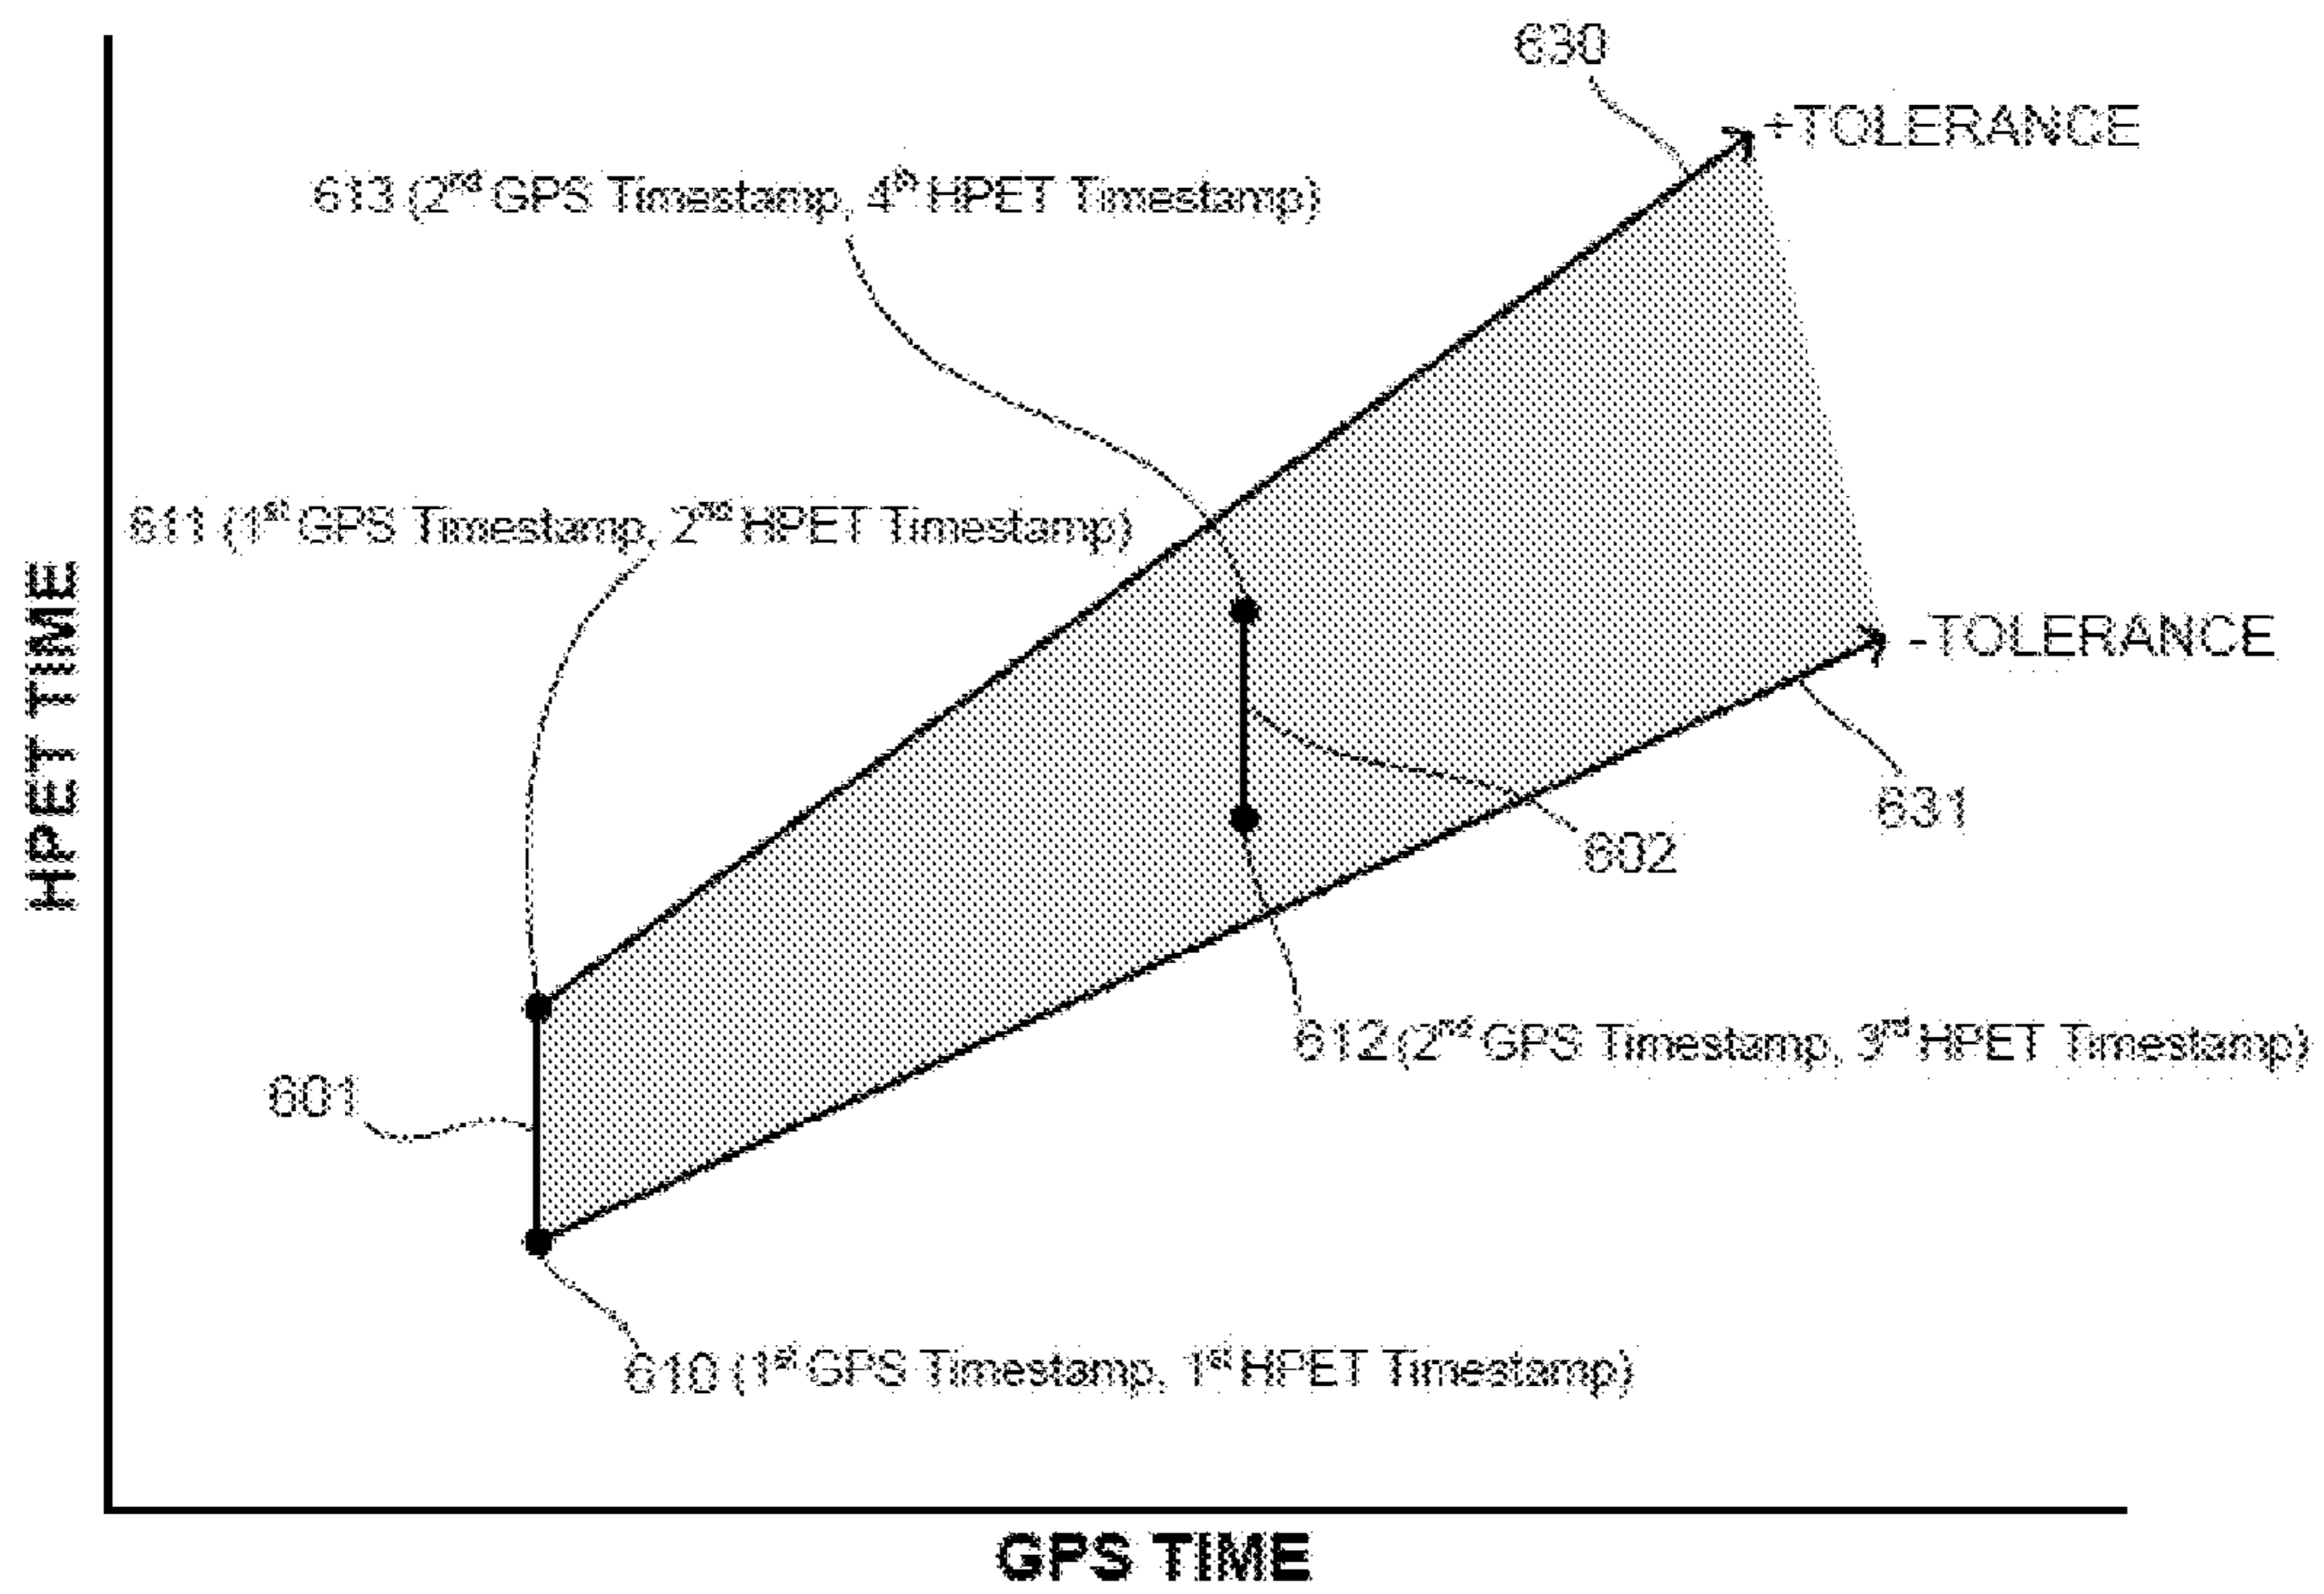 630
+TOLERANCE
613 (2nd GPS Timestamp, 4th HPET Timestamp)
611 (1st GPS Timestamp, 2nd HPET Timestamp)
-TOLERANCE
631
602
HPET TIME
612 (2nd GPS Timestamp, 3rd HPET Timestamp)
601
610 (1st GPS Timestamp, 1st HPET Timestamp)
GPS TIME